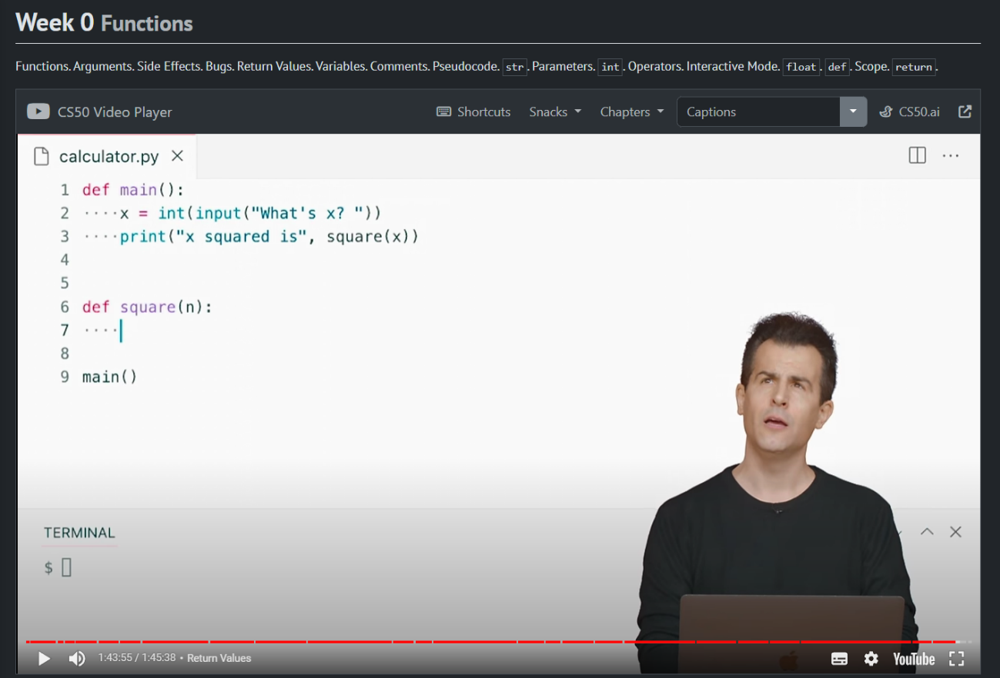 Week 0 Functions
Functions. Arguments. Side Effects. Bugs. Return Values. Variables. Comments. Pseudocode. str. Parameters. int. Operators. Interactive Mode. float. def. Scope. return.
CS50 Video Player
Shortcuts
Snacks
Chapters
Captions
CS50.ai
calculator.py
1 def main():
2 ····x = int(input("What's x? "))
3 ····print("x squared is", square(x))
4
5
6 def square(n):
7 ····
8
9 main()
TERMINAL
$
1:43:55 / 1:45:38 • Return Values
YouTube